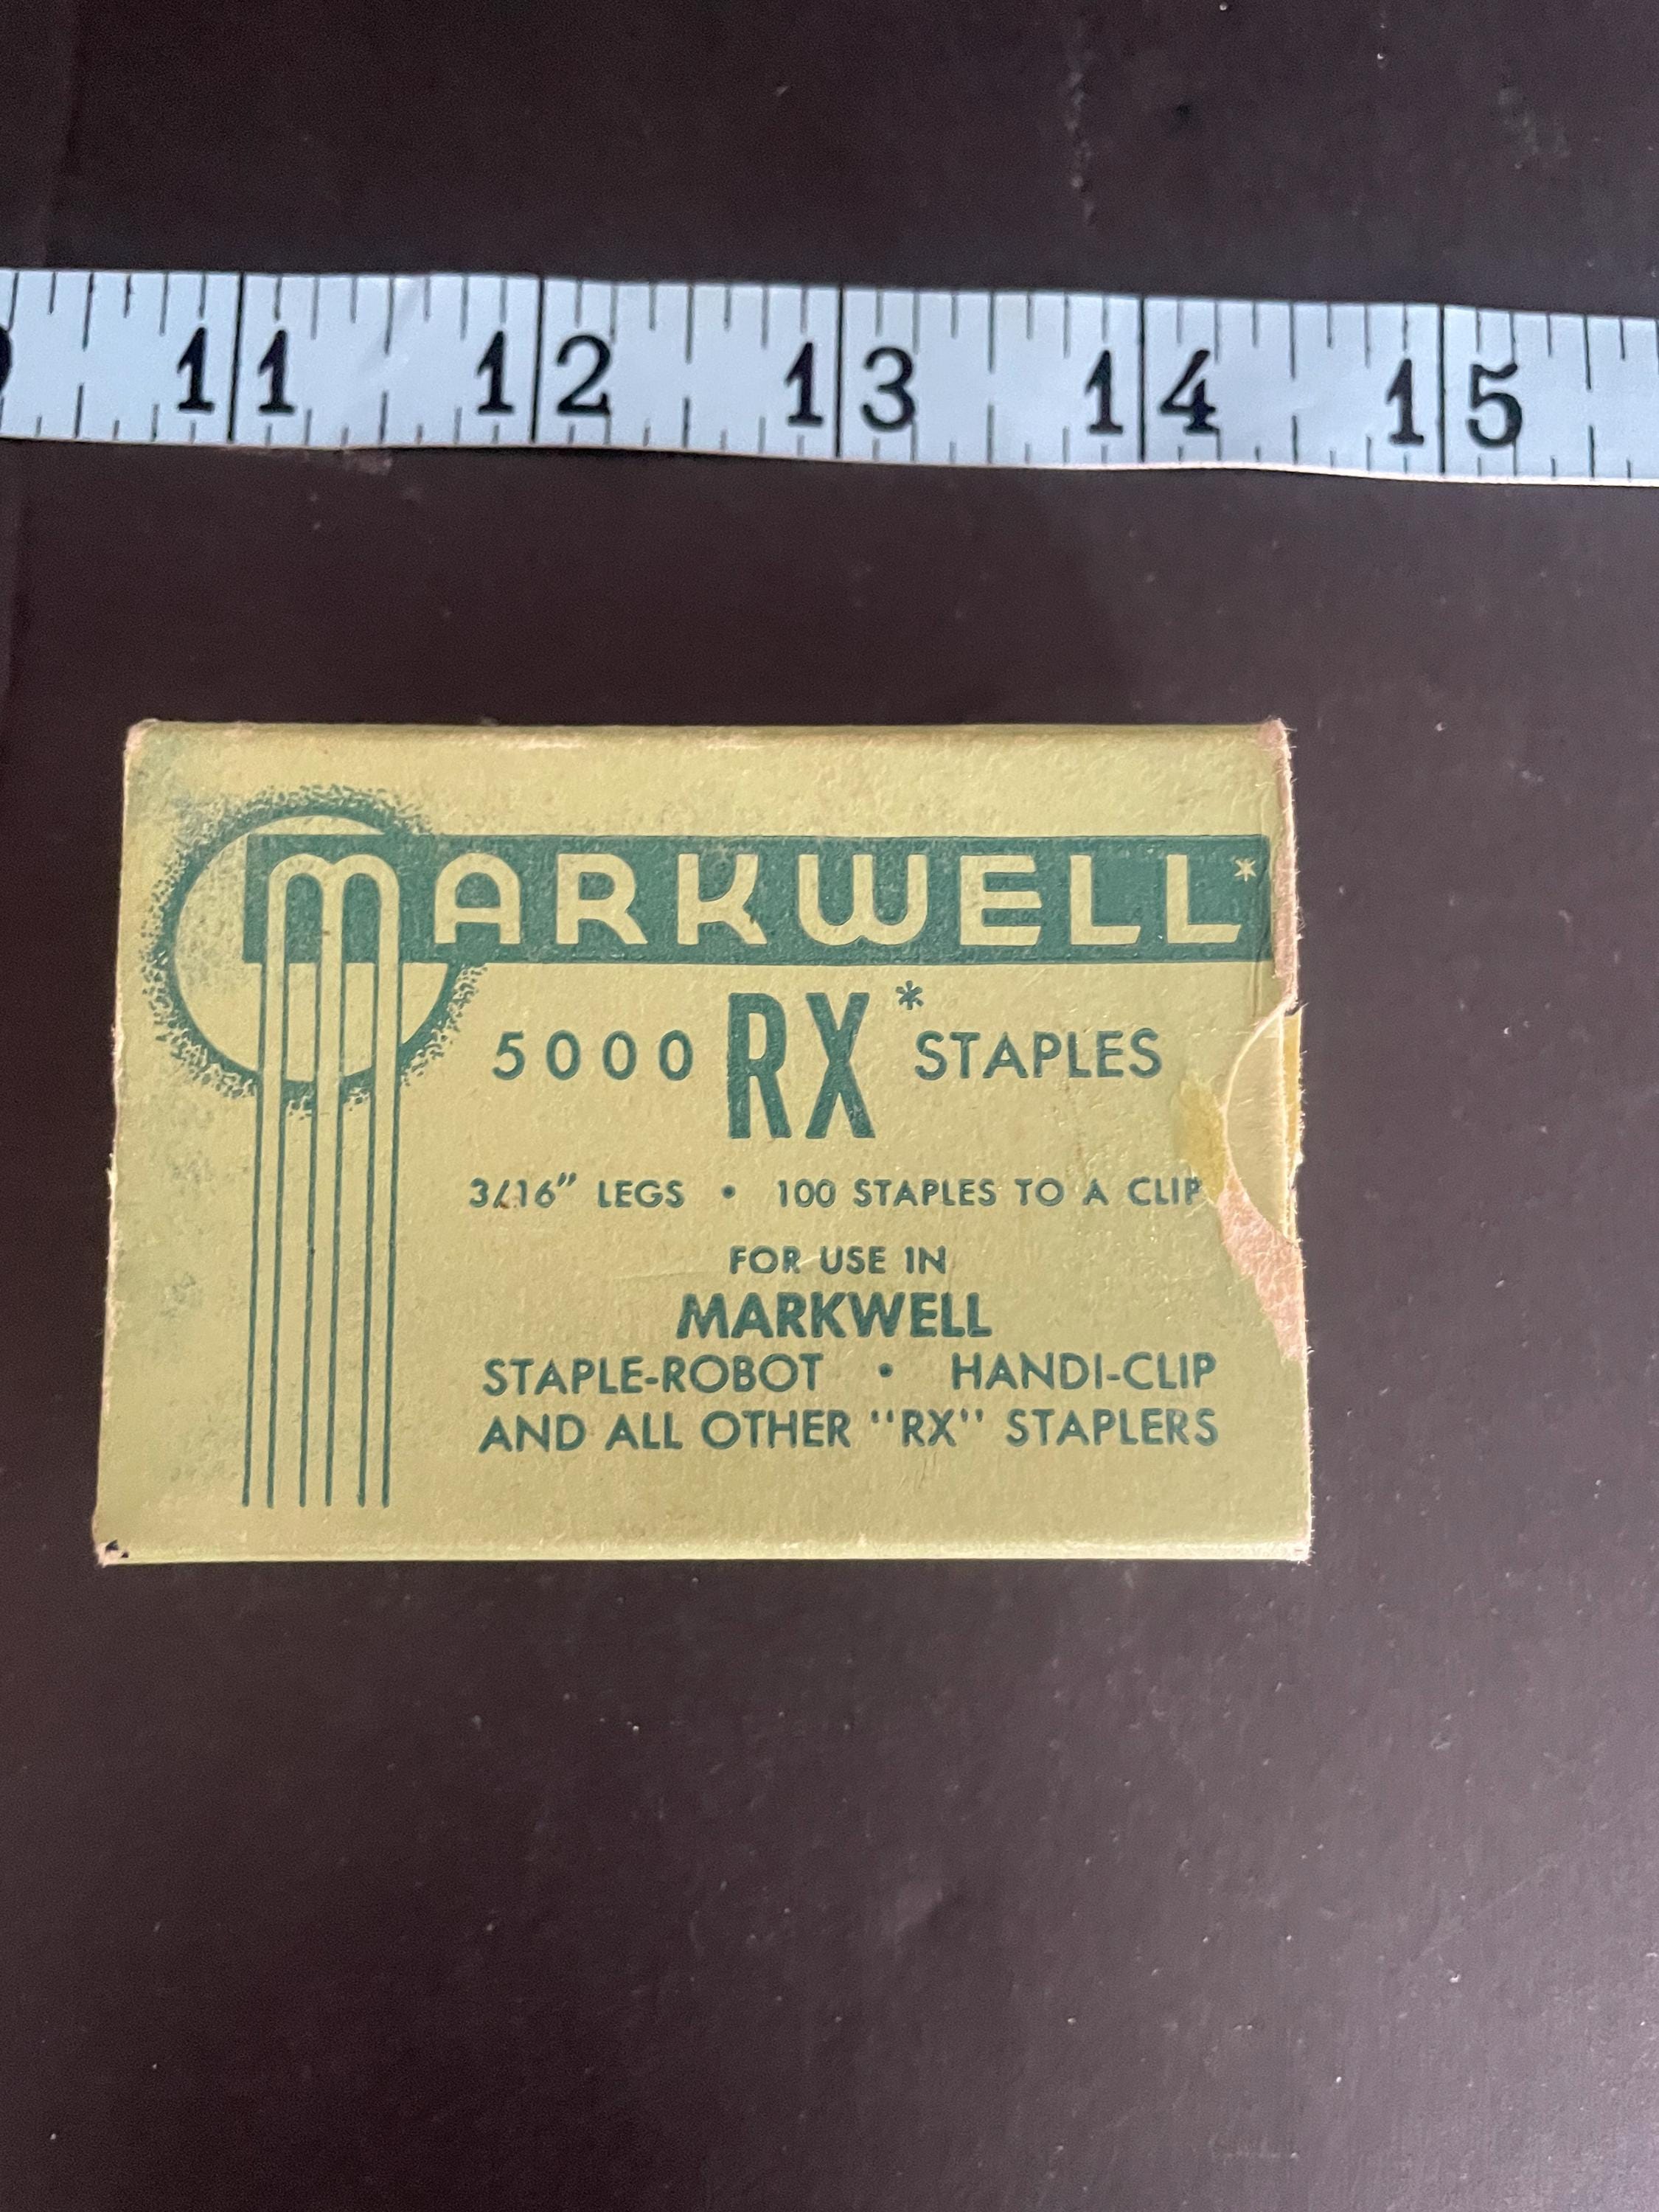 11 12 13 14 15
MARKWELL*
5000 RX* STAPLES
3/16" LEGS • 100 STAPLES TO A CLIP
FOR USE IN
MARKWELL
STAPLE-ROBOT • HANDI-CLIP
AND ALL OTHER "RX" STAPLERS